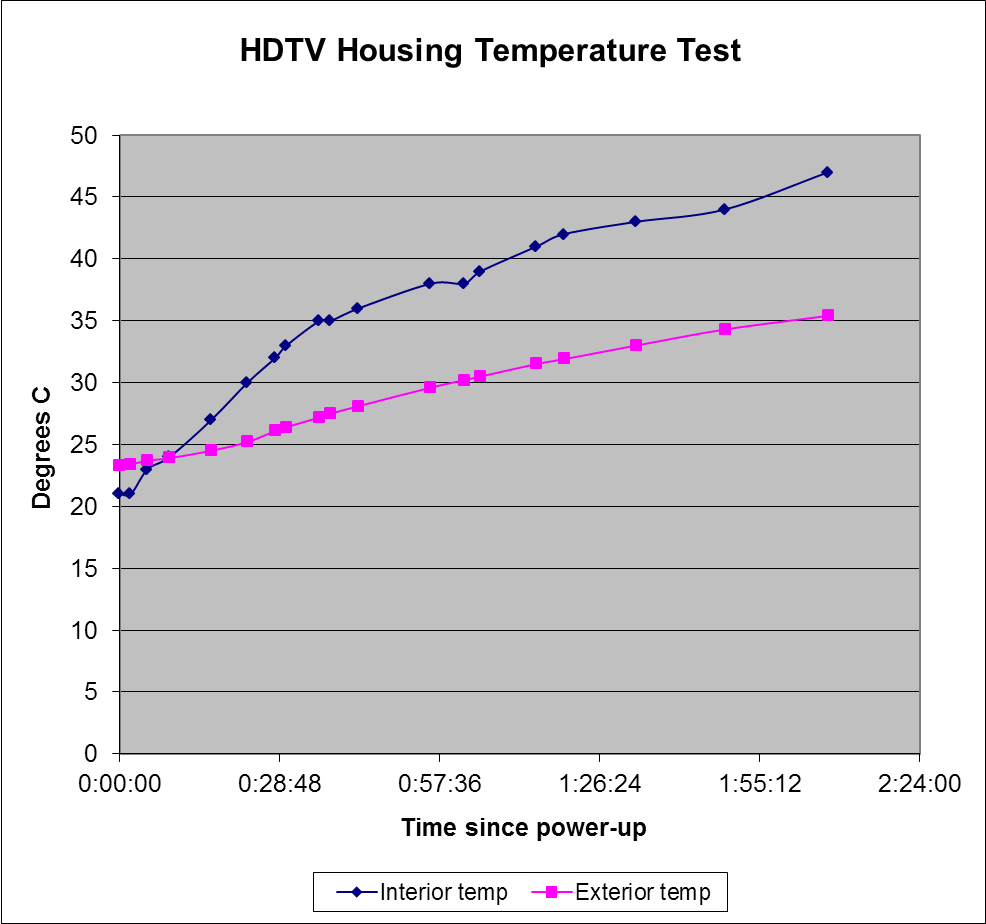 HDTV Housing Temperature Test
50
45
40
35
30
25
20
15
10
5
0
Degrees C
0:00:00 0:28:48 0:57:36 1:26:24 1:55:12 2:24:00
Time since power-up
Interior temp Exterior temp